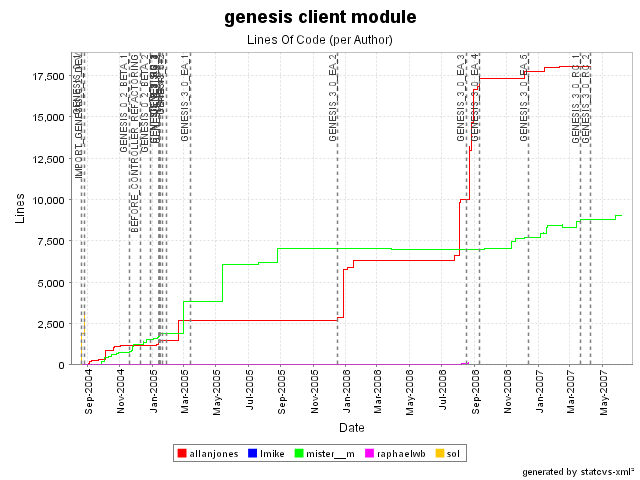 genesis client module
Lines Of Code (per Author)
17,500
15,000
12,500
10,000
7,500
5,000
2,500
0
Lines
BEFORE_CONTROLLER_REFACTORING
GENESIS_3_0_EA_1
GENESIS_3_0_EA_2
GENESIS_3_0_EA_3
GENESIS_3_0_EA_4
GENESIS_3_0_EA_5
GENESIS_3_0_RC_1
GENESIS_3_0_RC_2
Sep-2004
Nov-2004
Jan-2005
Mar-2005
May-2005
Jul-2005
Sep-2005
Nov-2005
Jan-2006
Mar-2006
May-2006
Jul-2006
Sep-2006
Nov-2006
Jan-2007
Mar-2007
May-2007
Date
allanjones lmike mister__m raphaelwb sol
generated by statcvs-xml²